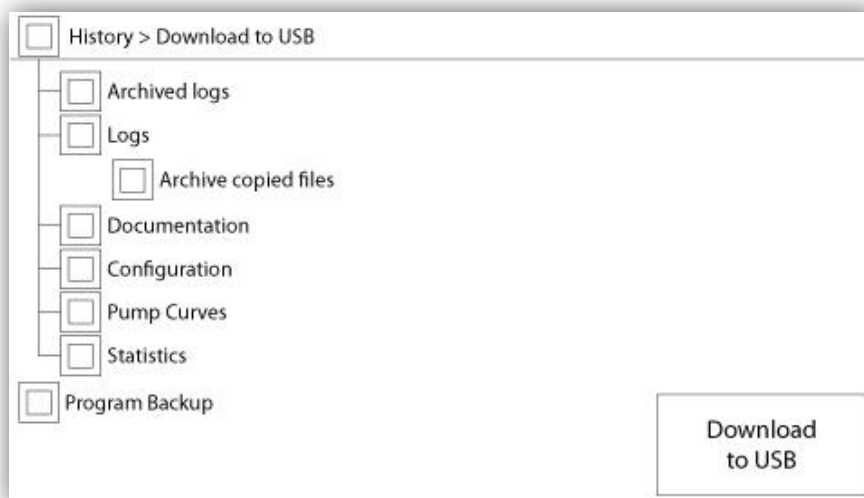 History > Download to USB
Archived logs
Logs
Archive copied files
Documentation
Configuration
Pump Curves
Statistics
Program Backup
Download
to USB